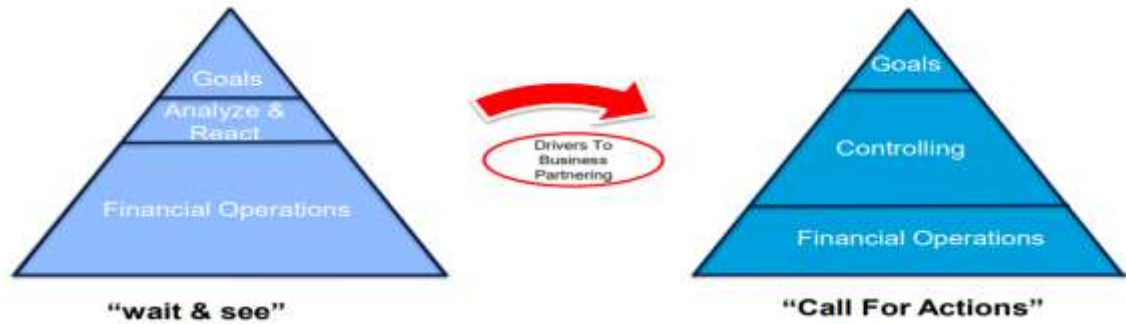 Goals
Analyze &
React
Financial Operations
"wait & see"
Drivers To
Business
Partnering
Goals
Controlling
Financial Operations
"Call For Actions"